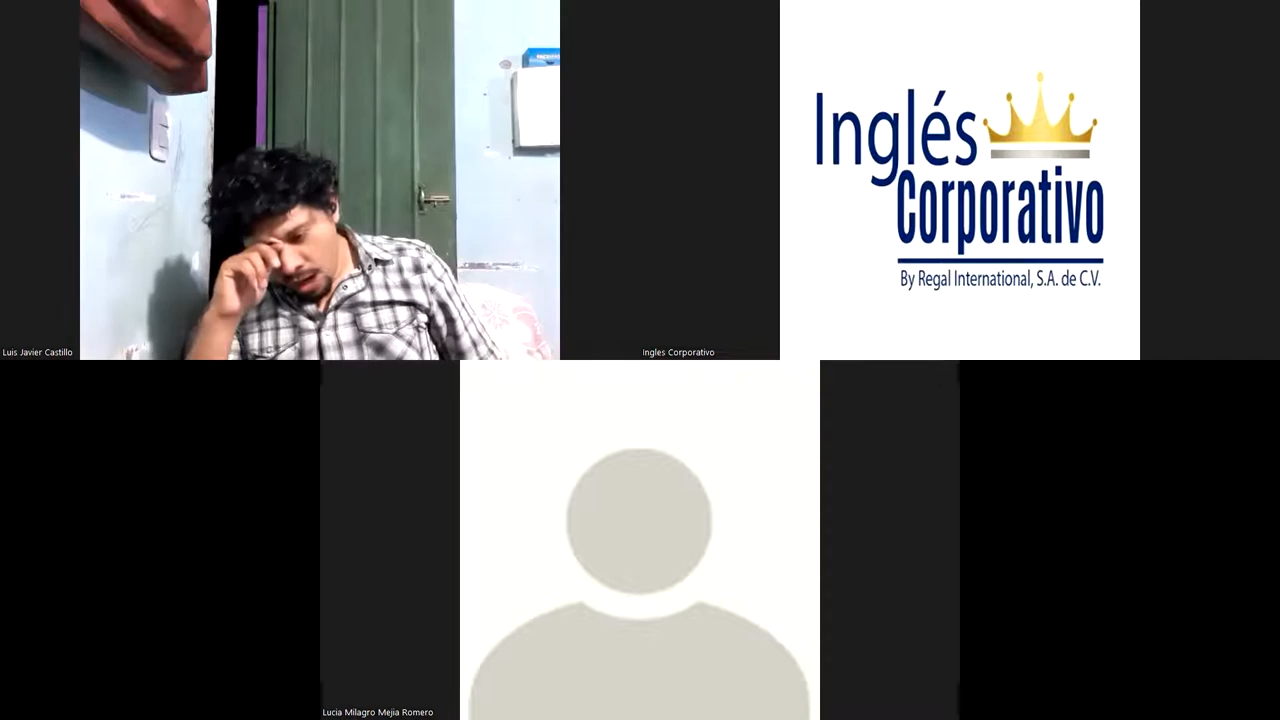 Inglés
Corporativo
By Regal International, S.A. de C.V.
Luis Javier Castillo
Ingles Corporativo
Lucia Milagro Mejia Romero